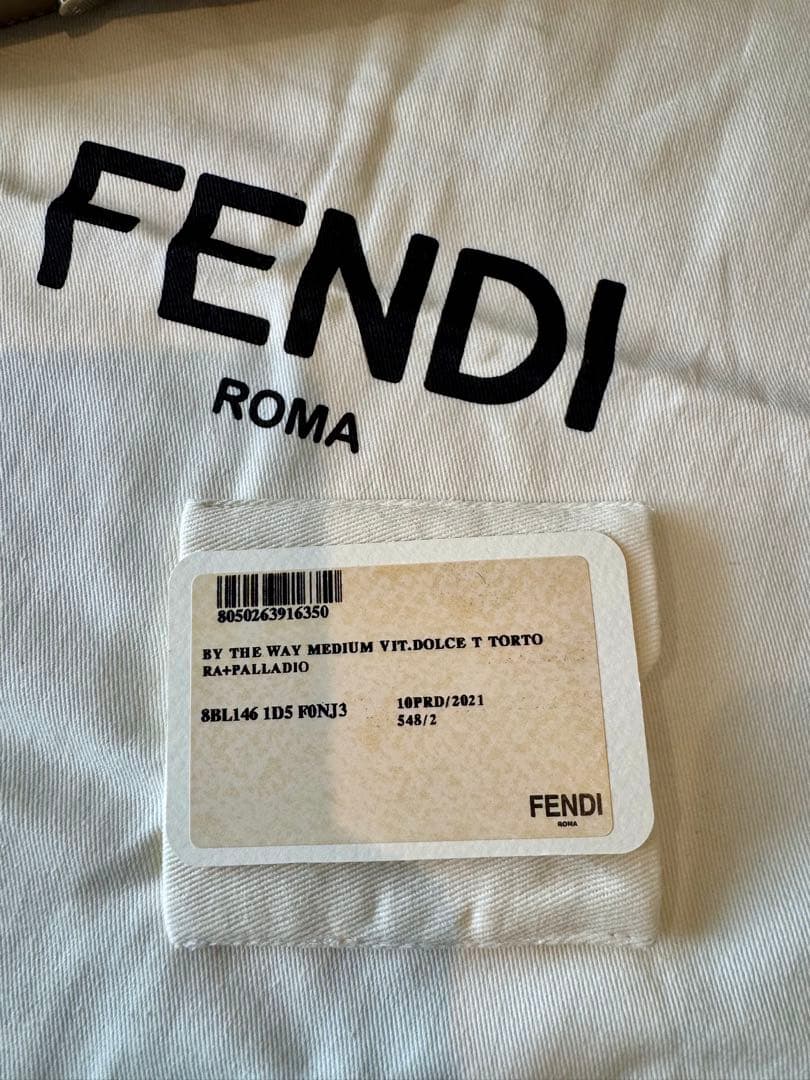 FENDI
ROMA
8050263916350
BY THE WAY MEDIUM VIT.DOLCE T TORTO
RA+PALLADIO
8BL146 1D5 F0NJ3
10PRD/2021
548/2
FENDI
ROMA